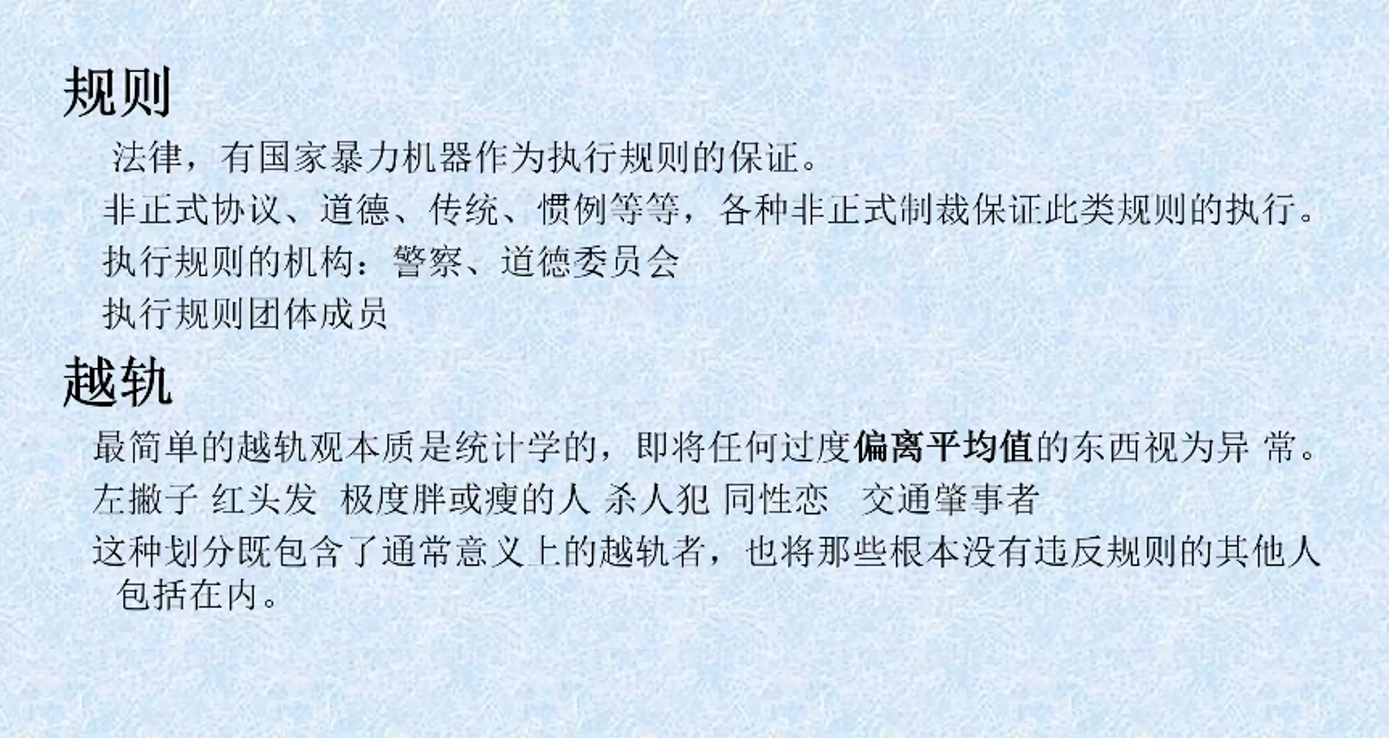 规则
法律，有国家暴力机器作为执行规则的保证。
非正式协议、道德、传统、惯例等等，各种非正式制裁保证此类规则的执行。
执行规则的机构：警察、道德委员会
执行规则团体成员
越轨
最简单的越轨观本质是统计学的，即将任何过度偏离平均值的东西视为异 常。
左撇子 红头发  极度胖或瘦的人 杀人犯 同性恋   交通肇事者
这种划分既包含了通常意义上的越轨者，也将那些根本没有违反规则的其他人
包括在内。